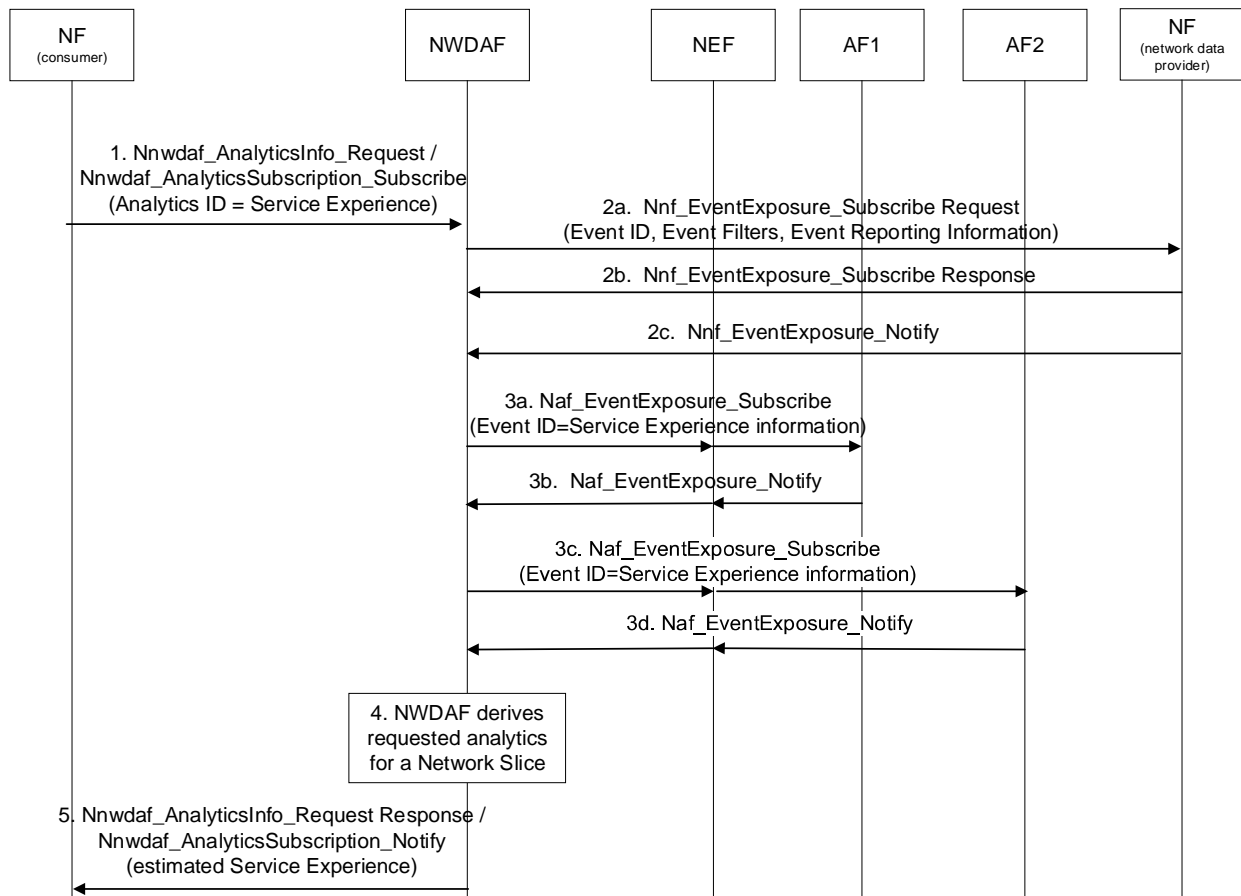 NF
(consumer)
NWDAF
NEF
AF1
AF2
NF
(network data
provider)
1. Nnwdaf_AnalyticsInfo_Request /
Nnwdaf_AnalyticsSubscription_Subscribe
(Analytics ID = Service Experience)
2a. Nnf_EventExposure_Subscribe Request
(Event ID, Event Filters, Event Reporting Information)
2b. Nnf_EventExposure_Subscribe Response
2c. Nnf_EventExposure_Notify
3a. Naf_EventExposure_Subscribe
(Event ID=Service Experience information)
3b. Naf_EventExposure_Notify
3c. Naf_EventExposure_Subscribe
(Event ID=Service Experience information)
3d. Naf_EventExposure_Notify
4. NWDAF derives
requested analytics
for a Network Slice
5. Nnwdaf_AnalyticsInfo_Request Response /
Nnwdaf_AnalyticsSubscription_Notify
(estimated Service Experience)